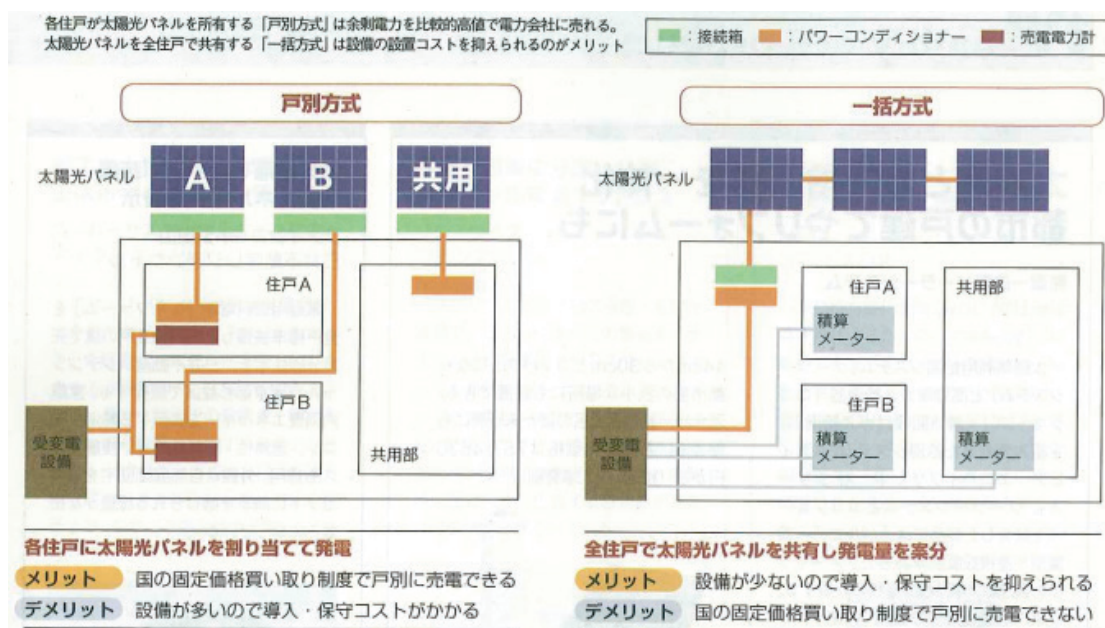 各住戸が太陽光パネルを所有する「戸別方式」は余剰電力を比較的高値で電力会社に売れる。
太陽光パネルを全住戸で共有する「一括方式」は設備の設置コストを抑えられるのがメリット
：接続箱 ：パワーコンディショナー ：売電電力計
戸別方式
太陽光パネル
A
B
共用
住戸A
住戸B
共用部
受変電
設備
各住戸に太陽光パネルを割り当てて発電
メリット 国の固定価格買い取り制度で戸別に売電できる
デメリット 設備が多いので導入・保守コストがかかる
一括方式
太陽光パネル
住戸A
積算
メーター
共用部
住戸B
積算
メーター
積算
メーター
受変電
設備
全住戸で太陽光パネルを共有し発電量を案分
メリット 設備が少ないので導入・保守コストを抑えられる
デメリット 国の固定価格買い取り制度で戸別に売電できない